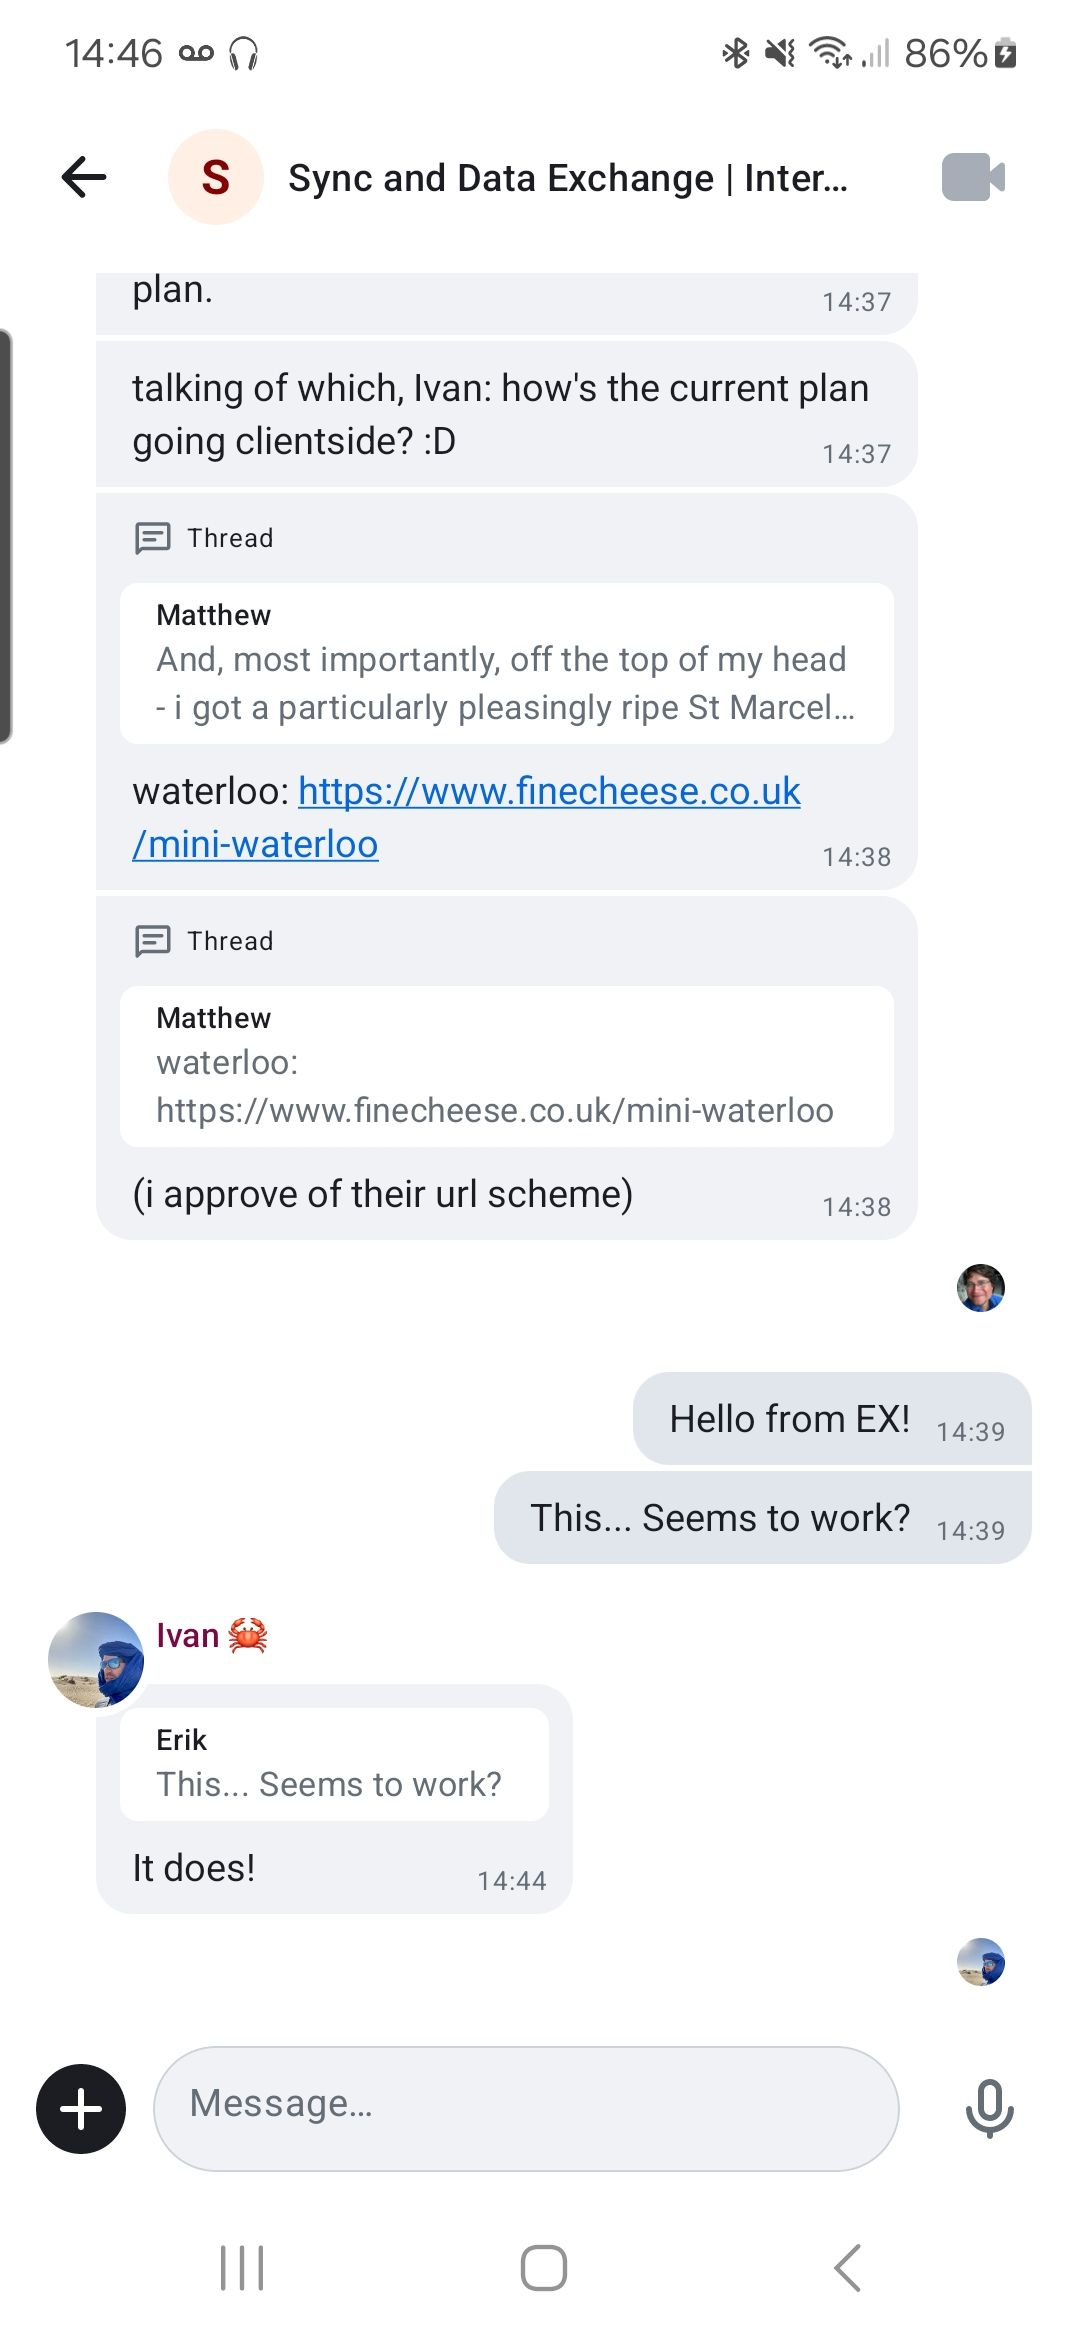 14:46
86%
S
Sync and Data Exchange | Inter...
plan.
14:37
talking of which, Ivan: how's the current plan
going clientside? :D
14:37
Thread
Matthew
And, most importantly, off the top of my head
- i got a particularly pleasingly ripe St Marcel...
waterloo: https://www.finecheese.co.uk
/mini-waterloo
14:38
Thread
Matthew
waterloo:
https://www.finecheese.co.uk/mini-waterloo
(i approve of their url scheme)
14:38
Hello from EX!
14:39
This... Seems to work?
14:39
Ivan 🦀
Erik
This... Seems to work?
It does!
14:44
Message...